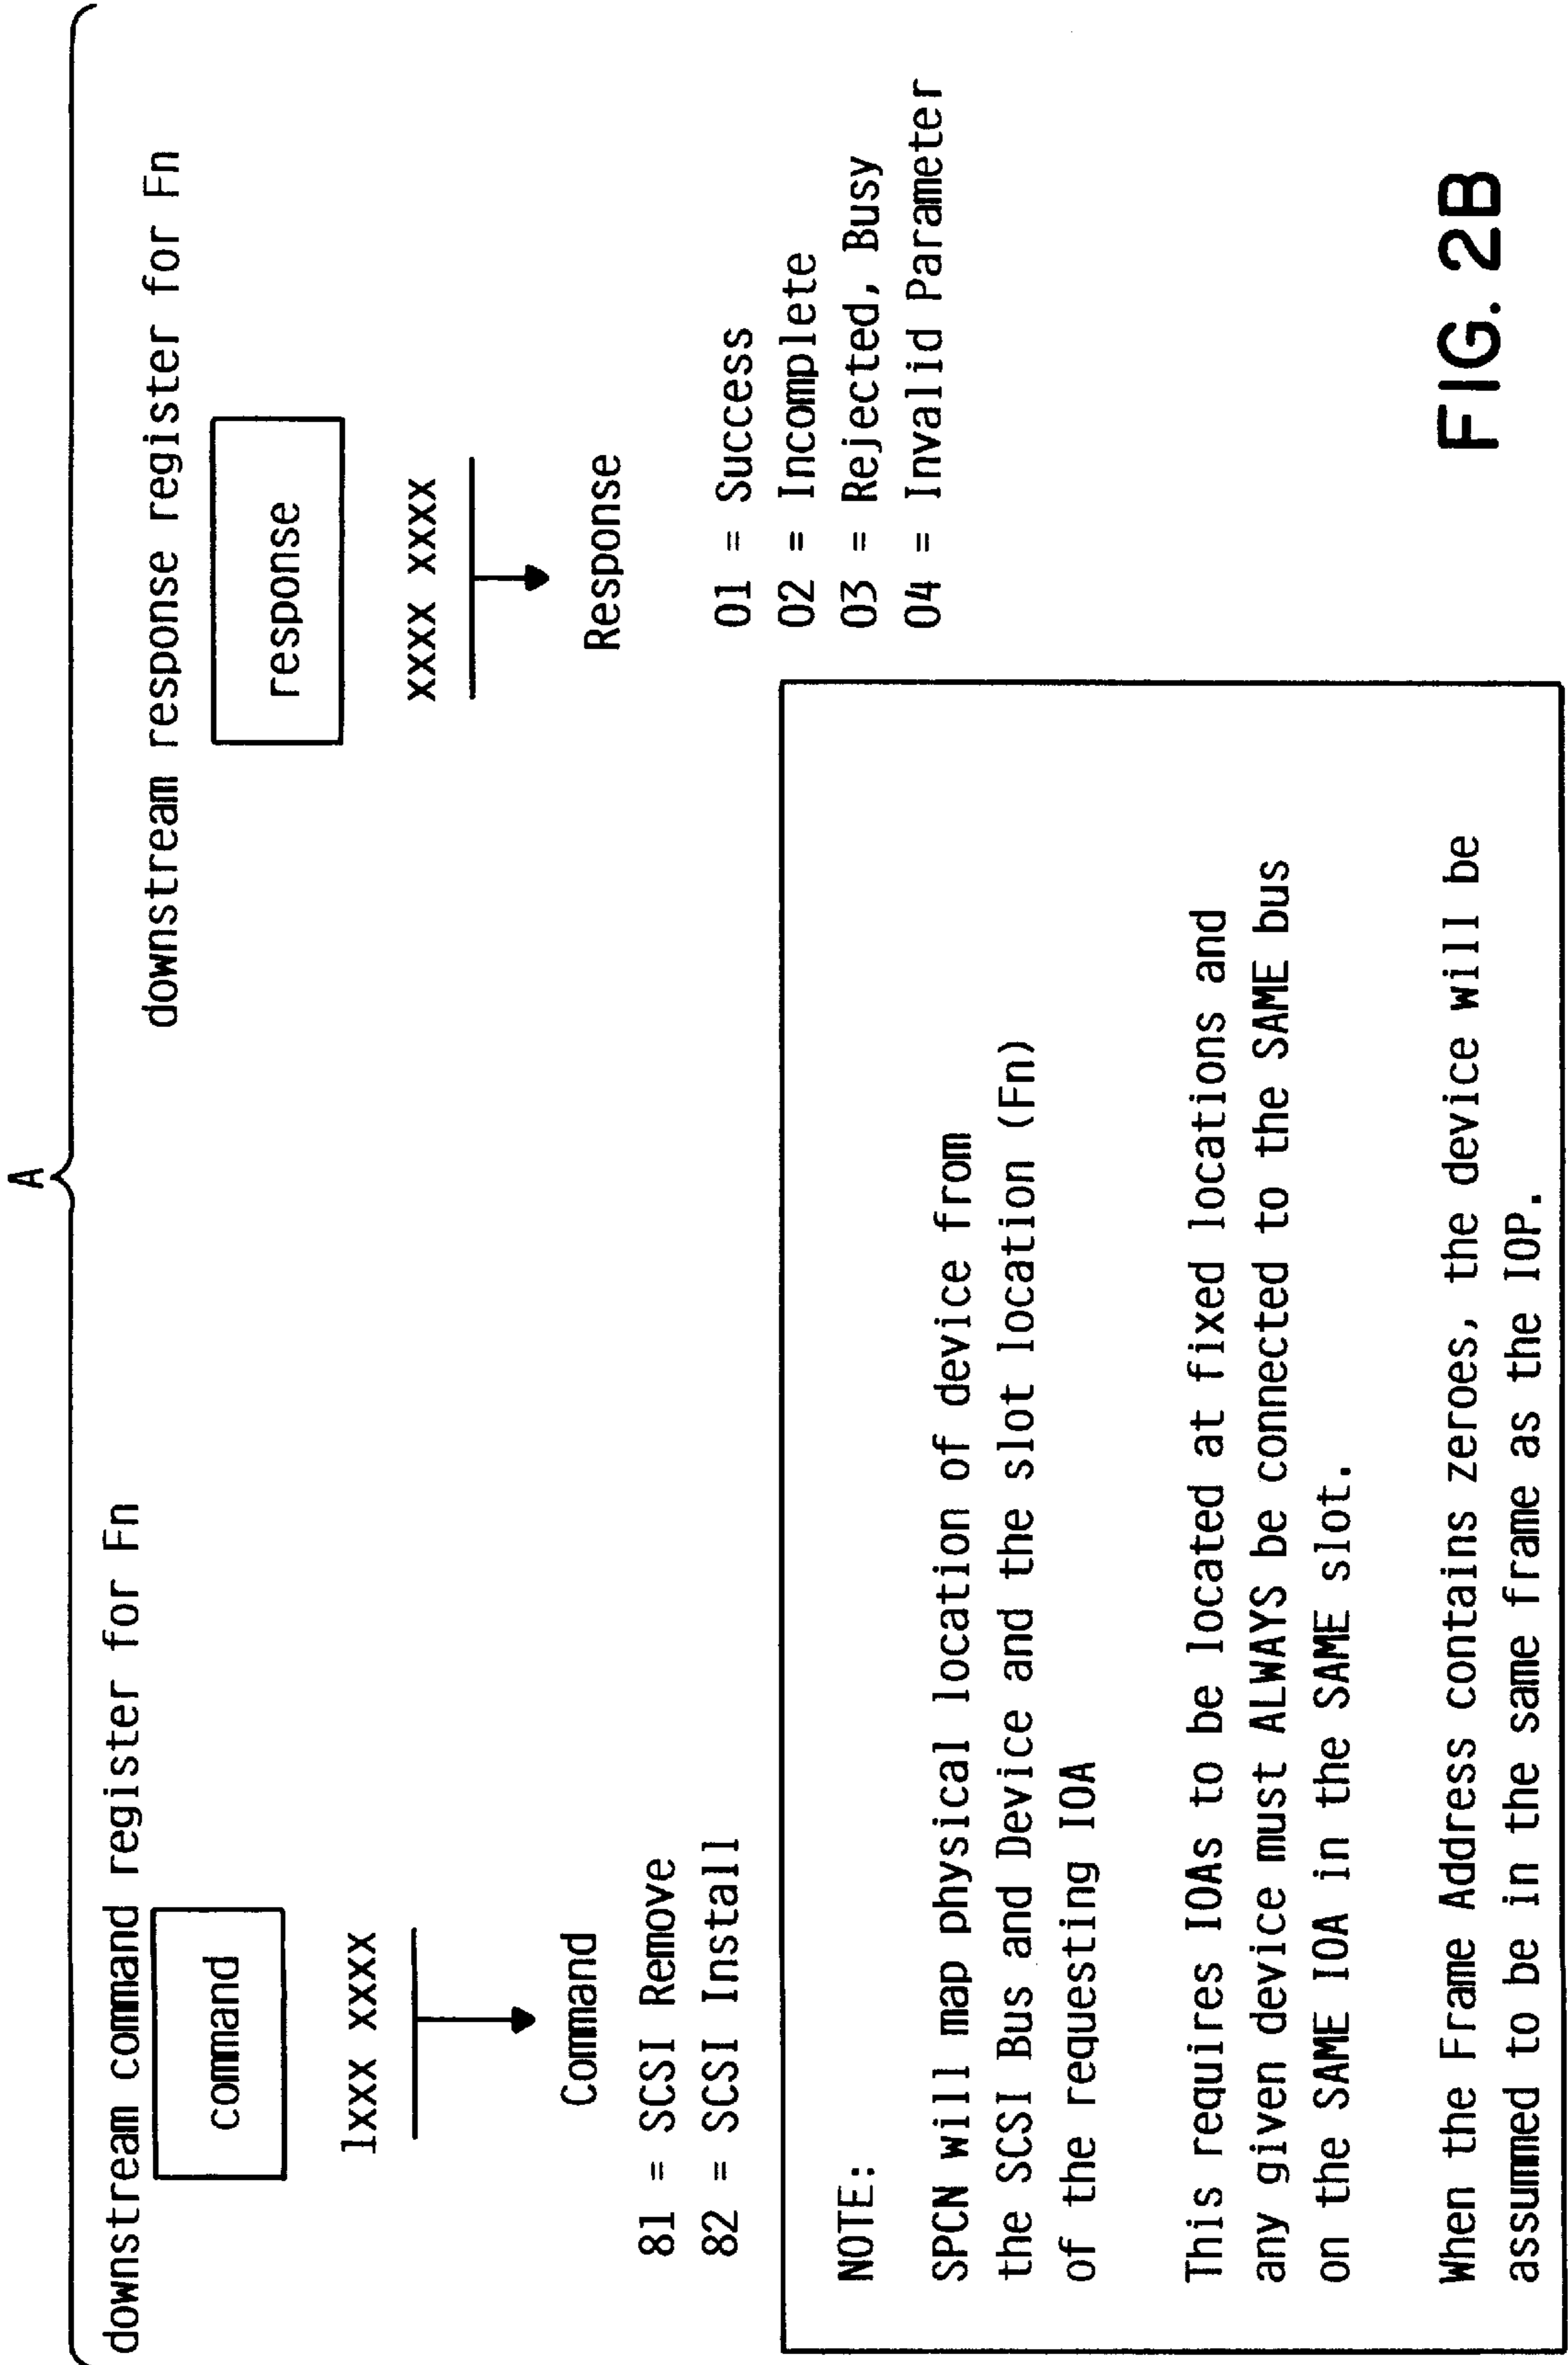 A
downstream command register for Fn
command
1xxx xxxx
Command
81 = SCSI Remove
82 = SCSI Install
downstream response register for Fn
response
xxxx xxxx
Response
01 = Success
02 = Incomplete
03 = Rejected, Busy
04 = Invalid Parameter
NOTE:
SPCN will map physical location of device from
the SCSI Bus and Device and the slot location (Fn)
of the requesting IOA
This requires IOAs to be located at fixed locations and
any given device must ALWAYS be connected to the SAME bus
on the SAME IOA in the SAME slot.
When the Frame Address contains zeroes, the device will be
assummed to be in the same frame as the IOP.
FIG. 2B